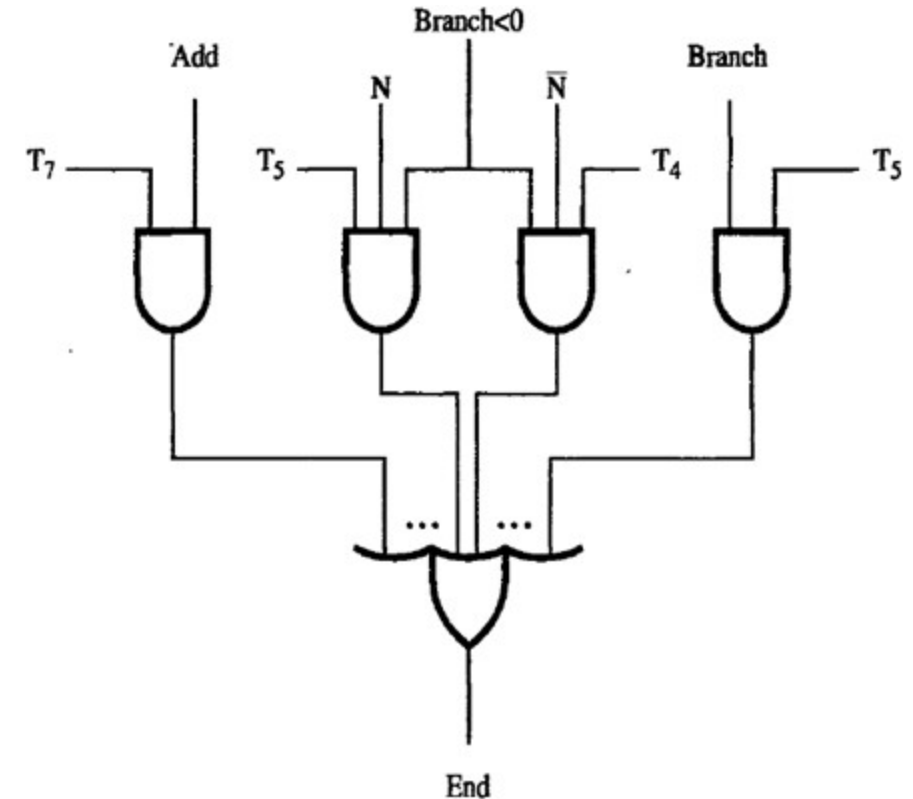 Branch<0
Add
Branch
N
N̅
T₇
T₅
T₄
T₅
...
...
End